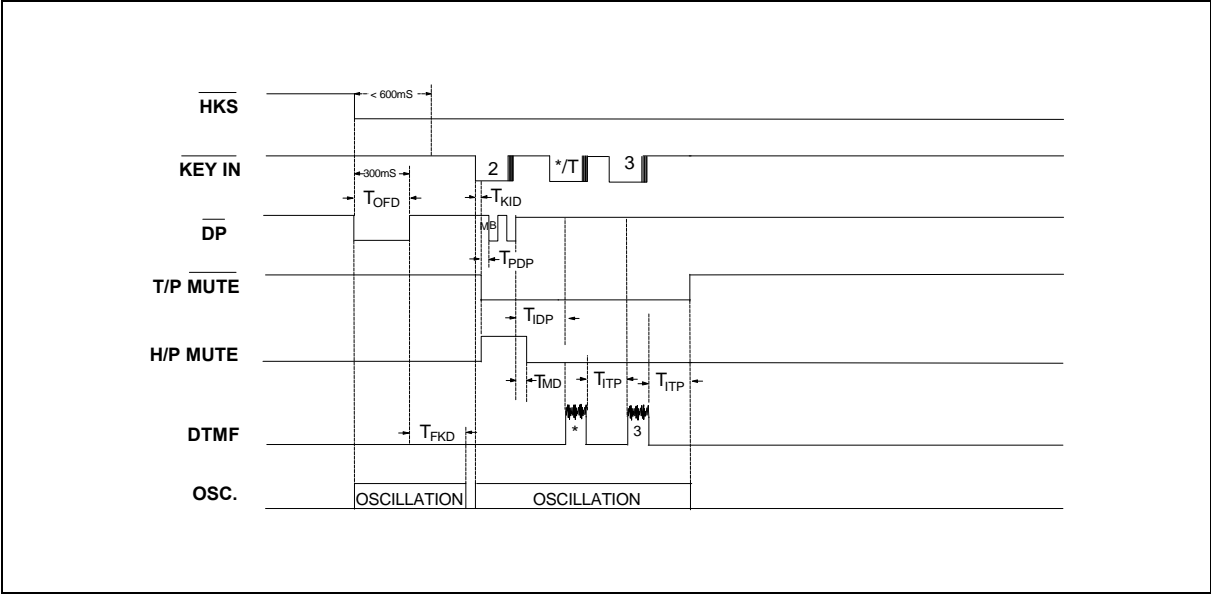 HKS
< 600mS
KEY IN
2
*/T
3
300mS
TOFD
TKID
DP
MB
TPDP
T/P MUTE
TIDP
H/P MUTE
TMD
TITP
TITP
DTMF
TFKD
*
3
OSC.
OSCILLATION
OSCILLATION